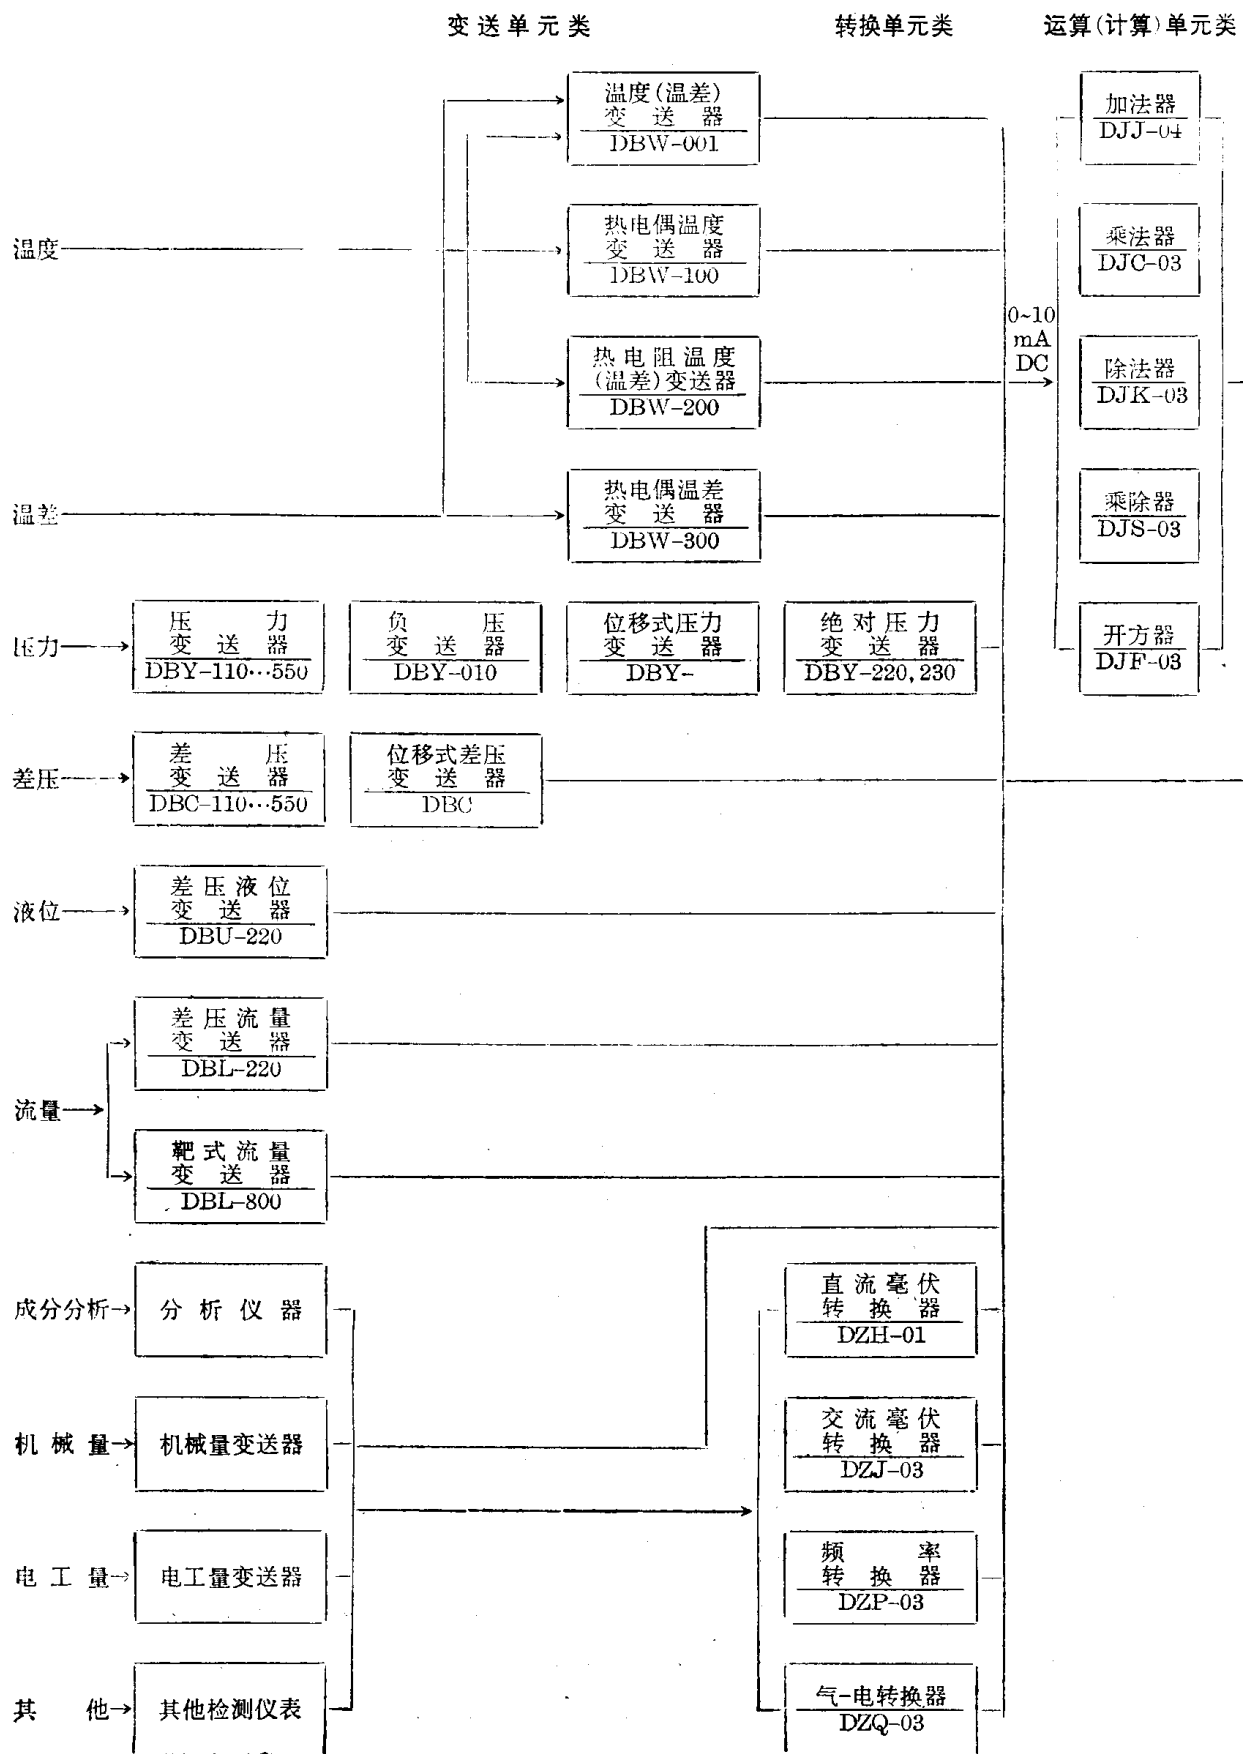 变送单元类 转换单元类 运算(计算)单元类
温度(温差)
变送器
DBW-001
加法器
DJJ-04
温度
热电偶温度
变送器
DBW-100
乘法器
DJC-03
0~10
mA
DC
热电阻温度
(温差)变送器
DBW-200
除法器
DJK-03
温差
热电偶温差
变送器
DBW-300
乘除器
DJS-03
压力
压力
变送器
DBY-110…550
负压
变送器
DBY-010
位移式压力
变送器
DBY-
绝对压力
变送器
DBY-220,230
开方器
DJF-03
差压
差压
变送器
DBC-110…550
位移式差压
变送器
DBC
液位
差压液位
变送器
DBU-220
流量
差压流量
变送器
DBL-220
靶式流量
变送器
DBL-800
成分分析
分析仪器
直流毫伏
转换器
DZH-01
机械量
机械量变送器
交流毫伏
转换器
DZJ-03
电工量
电工量变送器
频率
转换器
DZP-03
其他
其他检测仪表
气-电转换器
DZQ-03